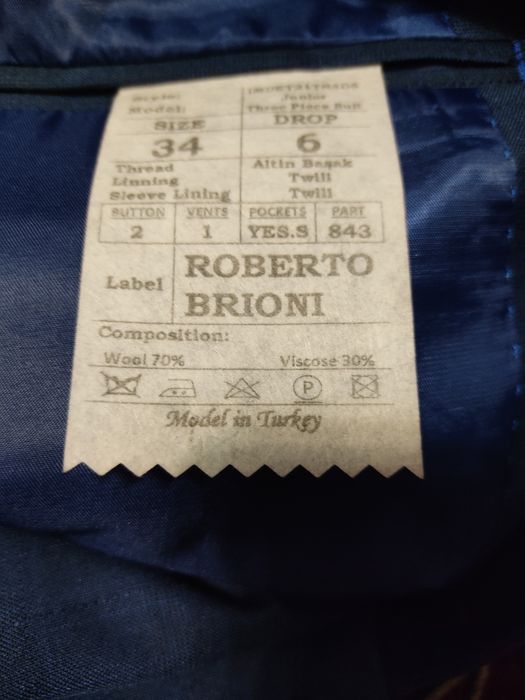 Style:
Model: Junior
Three Piece Suit
SIZE DROP
34 6
Thread Altin Başak
Linning Twill
Sleeve Lining Twill
BUTTON VENTS POCKETS PART
2 1 YES.S 843
Label ROBERTO
BRIONI
Composition:
Wool 70% Viscose 30%
P
Model in Turkey